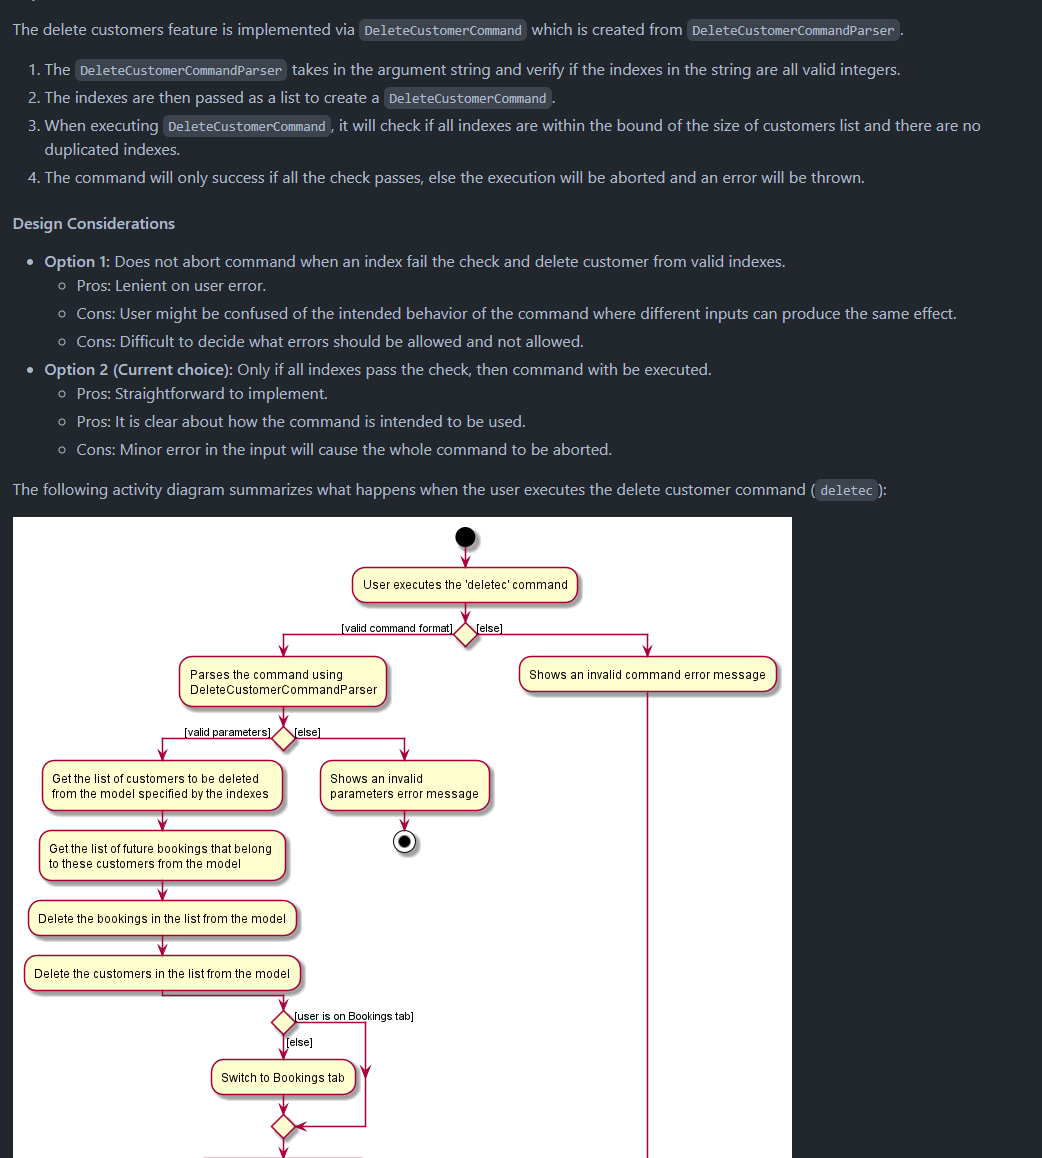 The delete customers feature is implemented via DeleteCustomerCommand which is created from DeleteCustomerCommandParser.
1. The DeleteCustomerCommandParser takes in the argument string and verify if the indexes in the string are all valid integers.
2. The indexes are then passed as a list to create a DeleteCustomerCommand.
3. When executing DeleteCustomerCommand, it will check if all indexes are within the bound of the size of customers list and there are no
duplicated indexes.
4. The command will only success if all the check passes, else the execution will be aborted and an error will be thrown.
Design Considerations
Option 1: Does not abort command when an index fail the check and delete customer from valid indexes.
Pros: Lenient on user error.
Cons: User might be confused of the intended behavior of the command where different inputs can produce the same effect.
Cons: Difficult to decide what errors should be allowed and not allowed.
Option 2 (Current choice): Only if all indexes pass the check, then command with be executed.
Pros: Straightforward to implement.
Pros: It is clear about how the command is intended to be used.
Cons: Minor error in the input will cause the whole command to be aborted.
The following activity diagram summarizes what happens when the user executes the delete customer command (deletec):
User executes the 'deletec' command
[valid command format]
[else]
Parses the command using
DeleteCustomerCommandParser
Shows an invalid command error message
[valid parameters]
[else]
Get the list of customers to be deleted
from the model specified by the indexes
Shows an invalid
parameters error message
Get the list of future bookings that belong
to these customers from the model
Delete the bookings in the list from the model
Delete the customers in the list from the model
[user is on Bookings tab]
[else]
Switch to Bookings tab